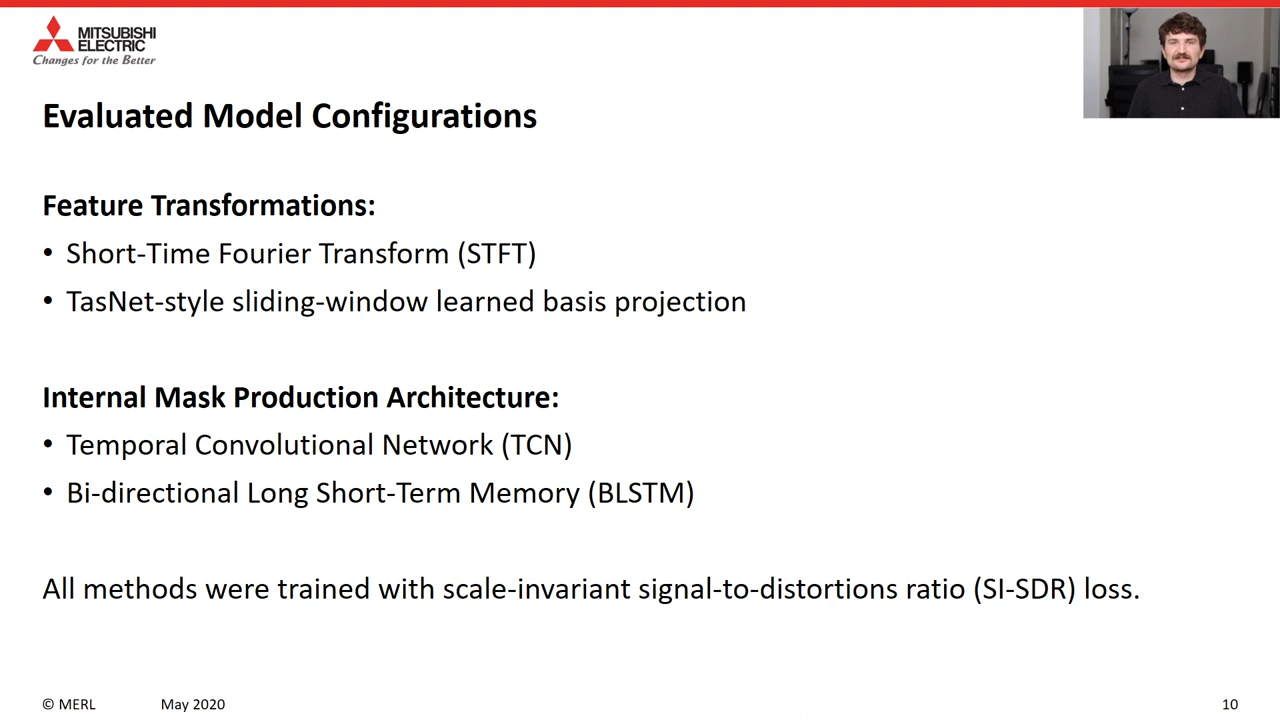 MITSUBISHI
ELECTRIC
Changes for the Better
Evaluated Model Configurations
Feature Transformations:
• Short-Time Fourier Transform (STFT)
• TasNet-style sliding-window learned basis projection
Internal Mask Production Architecture:
• Temporal Convolutional Network (TCN)
• Bi-directional Long Short-Term Memory (BLSTM)
All methods were trained with scale-invariant signal-to-distortions ratio (SI-SDR) loss.
© MERL May 2020 10